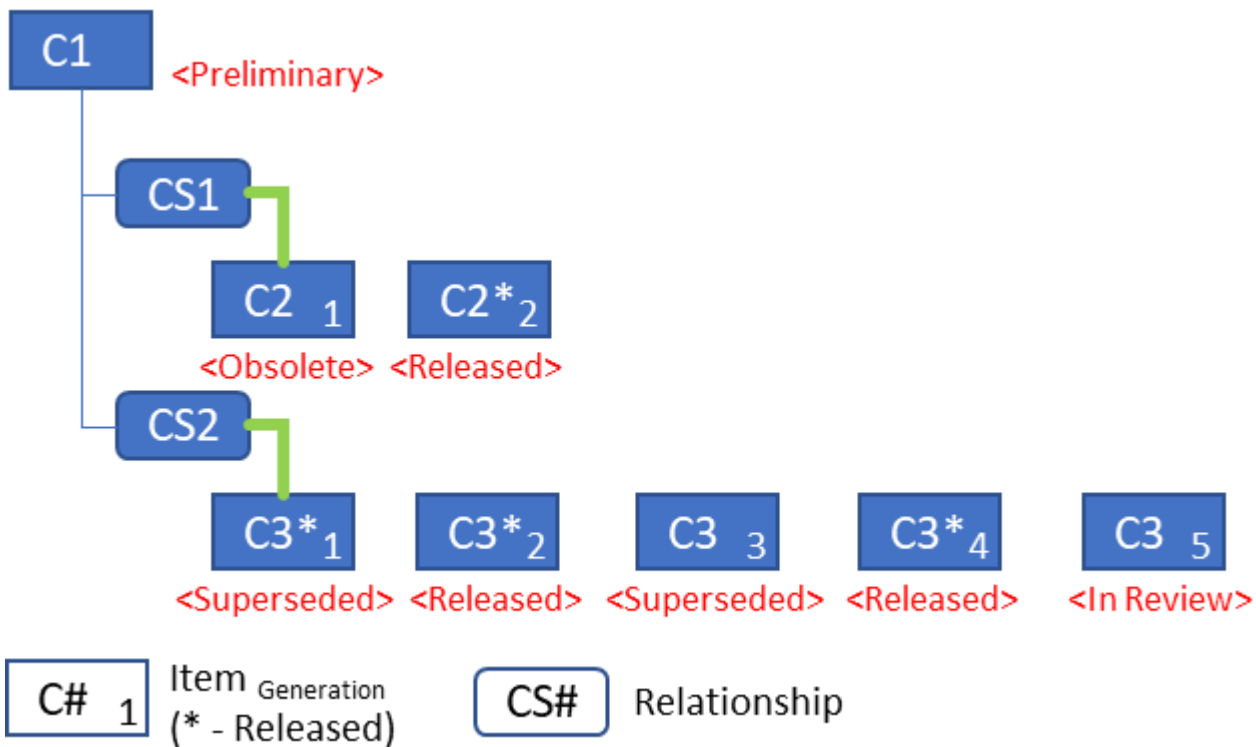 C1
<Preliminary>
CS1
C2 1 C2*2
<Obsolete> <Released>
CS2
C3*1 C3*2 C3 3 C3*4 C3 5
<Superseded> <Released> <Superseded> <Released> <In Review>
C# 1 Item Generation
(* - Released)
CS# Relationship